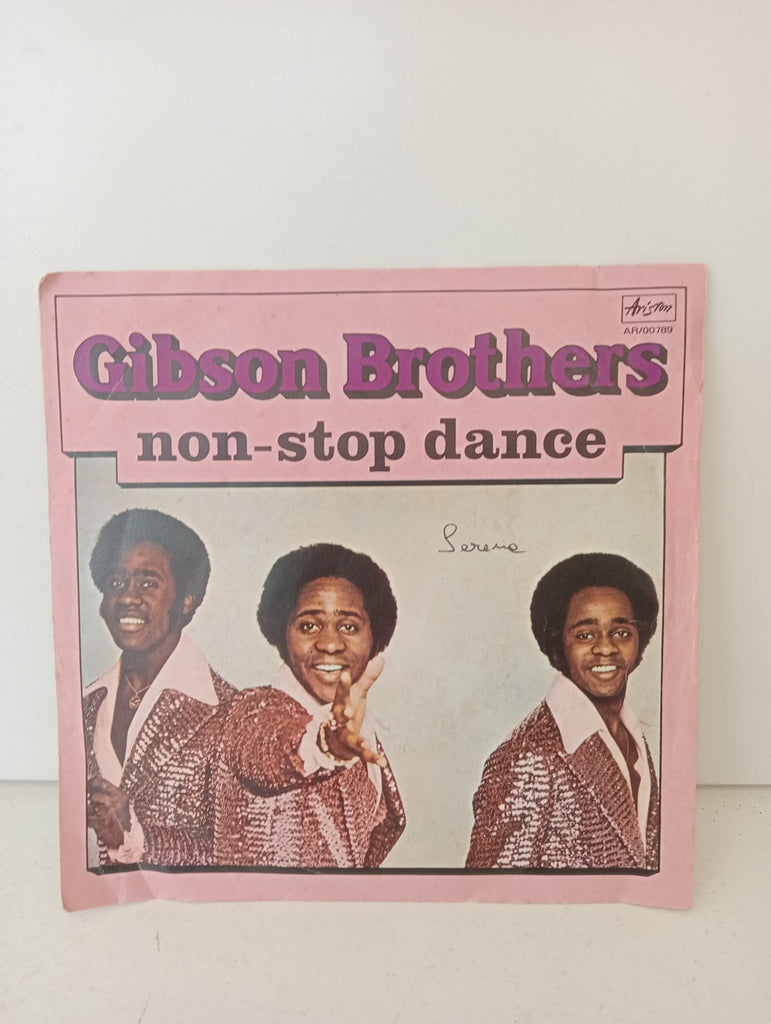 Ariston
AR/00789
Gibson Brothers
non-stop dance
Serena